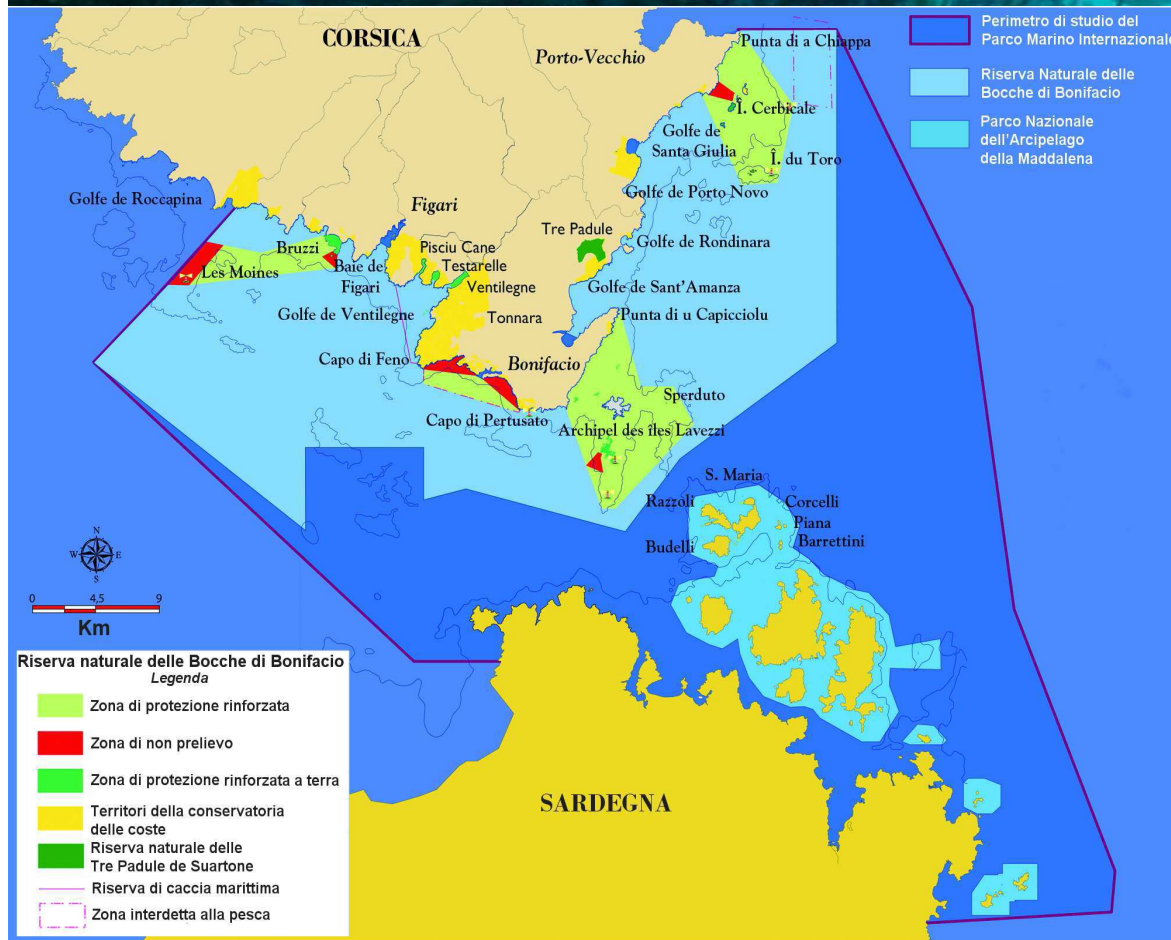 CORSICA
Porto-Vecchio
Punta di a Chiappa
Perimetro di studio del
Parco Marino Internazionale
Riserva Naturale delle
Bocche di Bonifacio
Parco Nazionale
dell'Arcipelago
della Maddalena
I. Cerbicale
Golfe de
Santa Giulia
Î. du Toro
Golfe de Porto Novo
Golfe de Roccapina
Figari
Tre Padule
Golfe de Rondinara
Bruzzi
Pisciu Cane
Les Moines
Baie de
Figari
Testarelle
Ventilegne
Golfe de Sant'Amanza
Golfe de Ventilegne
Tonnara
Punta di u Capicciolu
Capo di Feno
Bonifacio
Sperduto
Capo di Pertusato
Archipel des îles Lavezzi
S. Maria
Razzoli
Corcelli
Piana
Budelli
Barrettini
N
W
E
S
0
4,5
9
Km
SARDEGNA
Riserva naturale delle Bocche di Bonifacio
Legenda
Zona di protezione rinforzata
Zona di non prelievo
Zona di protezione rinforzata a terra
Territori della conservatoria
delle coste
Riserva naturale delle
Tre Padule de Suartone
Riserva di caccia marittima
Zona interdetta alla pesca